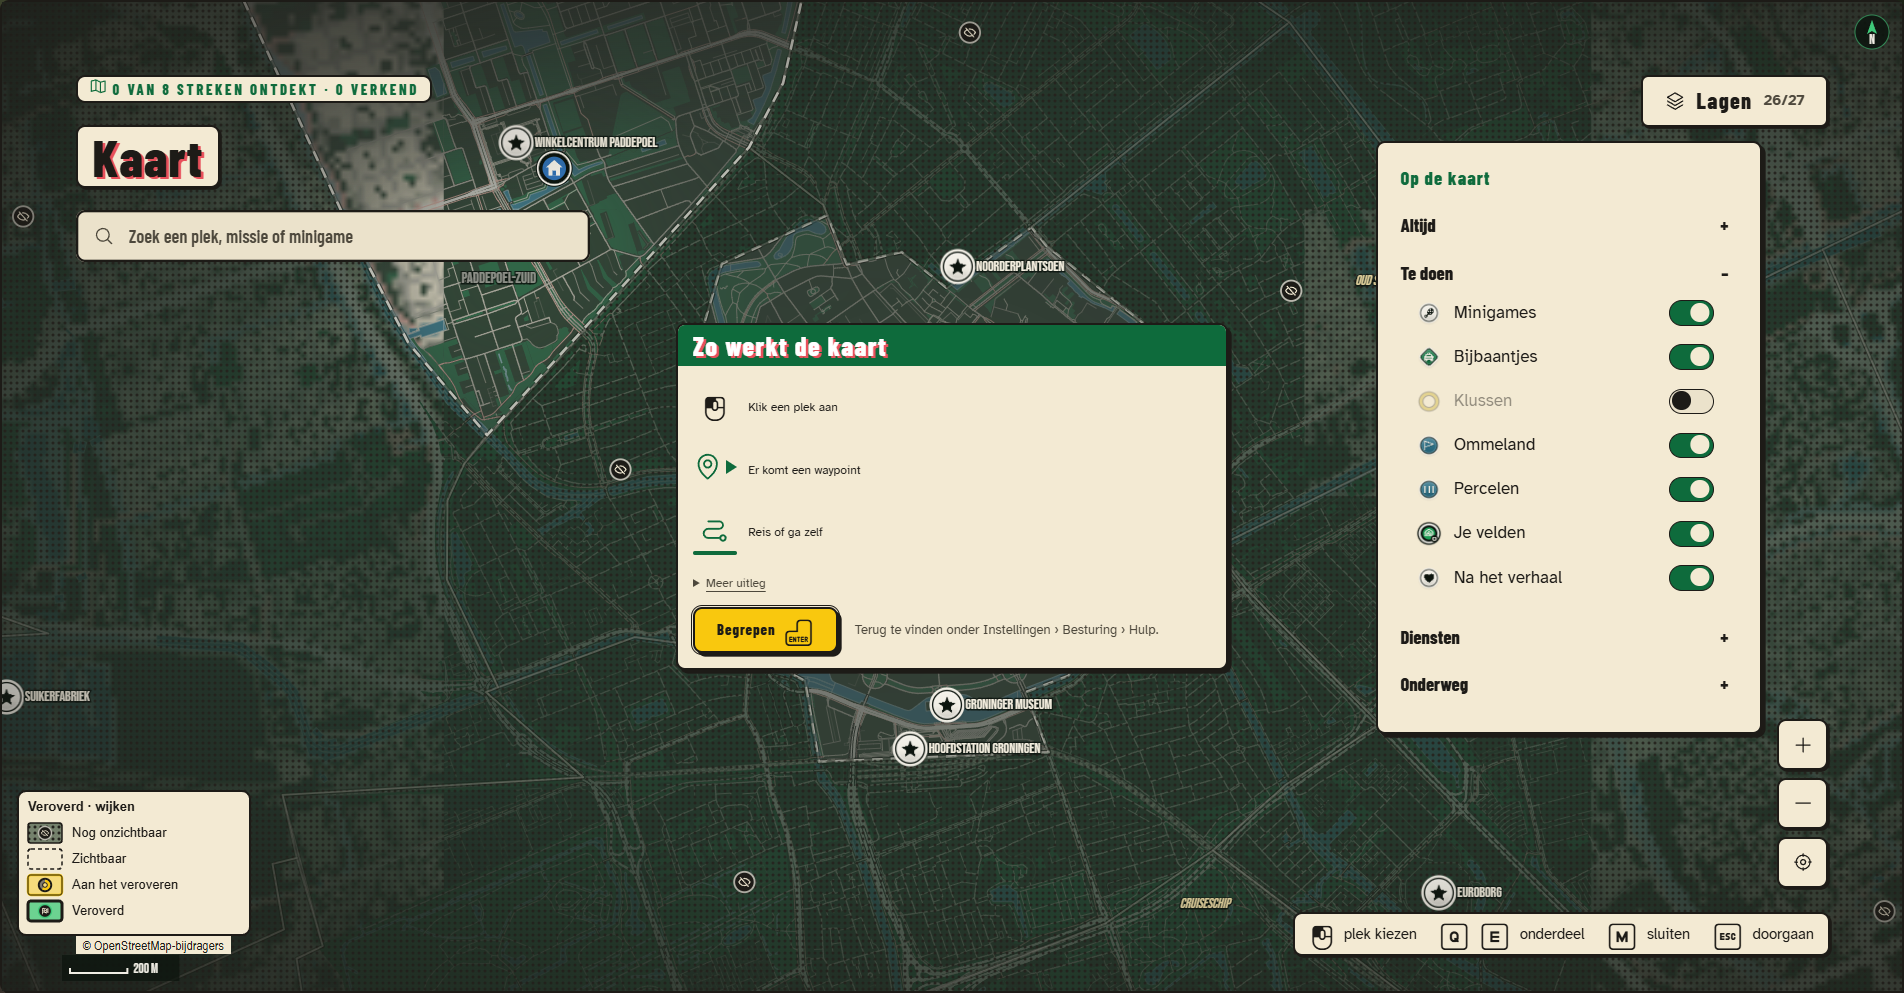 N
0 VAN 8 STREKEN ONTDEKT · 0 VERKEND
Lagen 26/27
Kaart
WINKELCENTRUM PADDEPOEL
Zoek een plek, missie of minigame
PADDEPOEL-ZUID
NOORDERPLANTSOEN
OUD
Op de kaart
Altijd +
Te doen -
Minigames
Bijbaantjes
Klussen
Ommeland
Percelen
Je velden
Na het verhaal
Diensten +
Onderweg +
Zo werkt de kaart
Klik een plek aan
Er komt een waypoint
Reis of ga zelf
Meer uitleg
Begrepen ENTER
Terug te vinden onder Instellingen › Besturing › Hulp.
SUIKERFABRIEK
GRONINGER MUSEUM
HOOFDSTATION GRONINGEN
Veroverd · wijken
Nog onzichtbaar
Zichtbaar
Aan het veroveren
Veroverd
© OpenStreetMap-bijdragers
200 M
CRUISESCHIP
EUROBORG
plek kiezen Q E onderdeel M sluiten ESC doorgaan